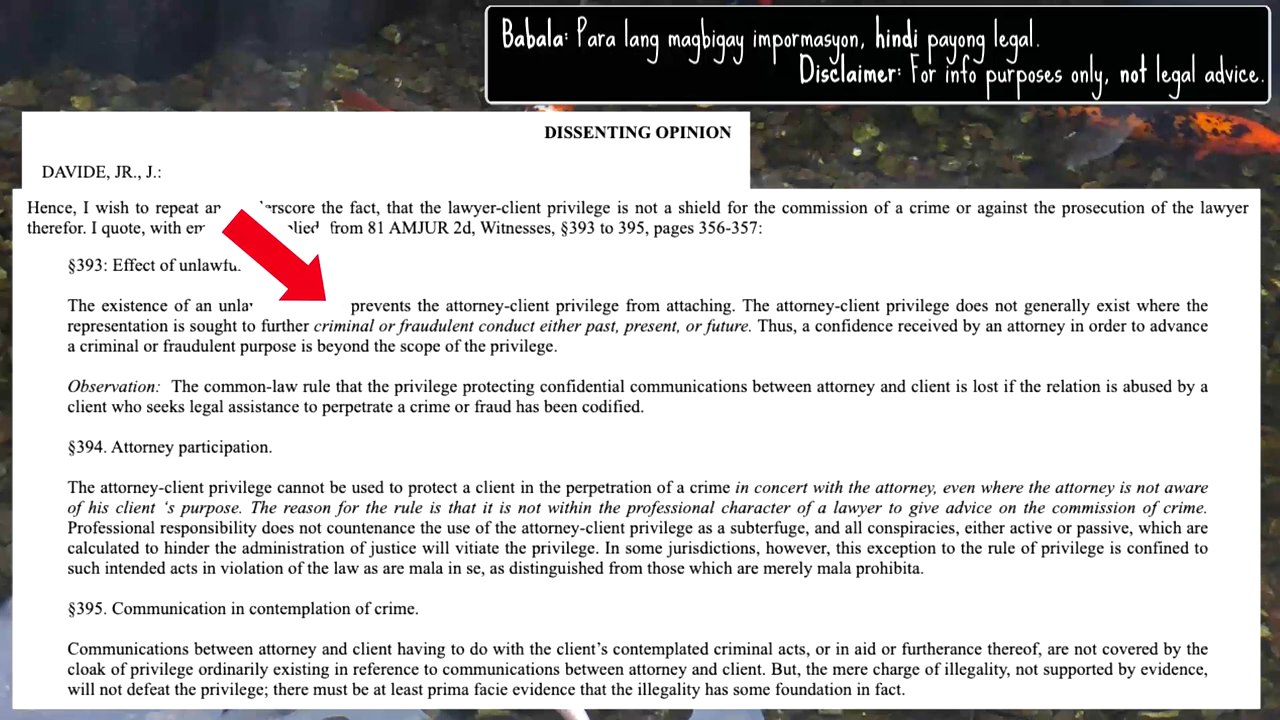 Babala: Para lang magbigay impormasyon, hindi payong legal.
Disclaimer: For info purposes only, not legal advice.
DISSENTING OPINION
DAVIDE, JR., J.:
Hence, I wish to repeat the fact, that the lawyer-client privilege is not a shield for the commission of a crime or against the prosecution of the lawyer
therefor. I quote, with from 81 AMJUR 2d, Witnesses, §393 to 395, pages 356-357:
§393: Effect of
The existence of an prevents the attorney-client privilege from attaching. The attorney-client privilege does not generally exist where the
representation is sought to further criminal or fraudulent conduct either past, present, or future. Thus, a confidence received by an attorney in order to advance
a criminal or fraudulent purpose is beyond the scope of the privilege.
Observation: The common-law rule that the privilege protecting confidential communications between attorney and client is lost if the relation is abused by a
client who seeks legal assistance to perpetrate a crime or fraud has been codified.
§394. Attorney participation.
The attorney-client privilege cannot be used to protect a client in the perpetration of a crime in concert with the attorney, even where the attorney is not aware
of his client 's purpose. The reason for the rule is that it is not within the professional character of a lawyer to give advice on the commission of crime.
Professional responsibility does not countenance the use of the attorney-client privilege as a subterfuge, and all conspiracies, either active or passive, which are
calculated to hinder the administration of justice will vitiate the privilege. In some jurisdictions, however, this exception to the rule of privilege is confined to
such intended acts in violation of the law as are mala in se, as distinguished from those which are merely mala prohibita.
§395. Communication in contemplation of crime.
Communications between attorney and client having to do with the client's contemplated criminal acts, or in aid or furtherance thereof, are not covered by the
cloak of privilege ordinarily existing in reference to communications between attorney and client. But, the mere charge of illegality, not supported by evidence,
will not defeat the privilege; there must be at least prima facie evidence that the illegality has some foundation in fact.